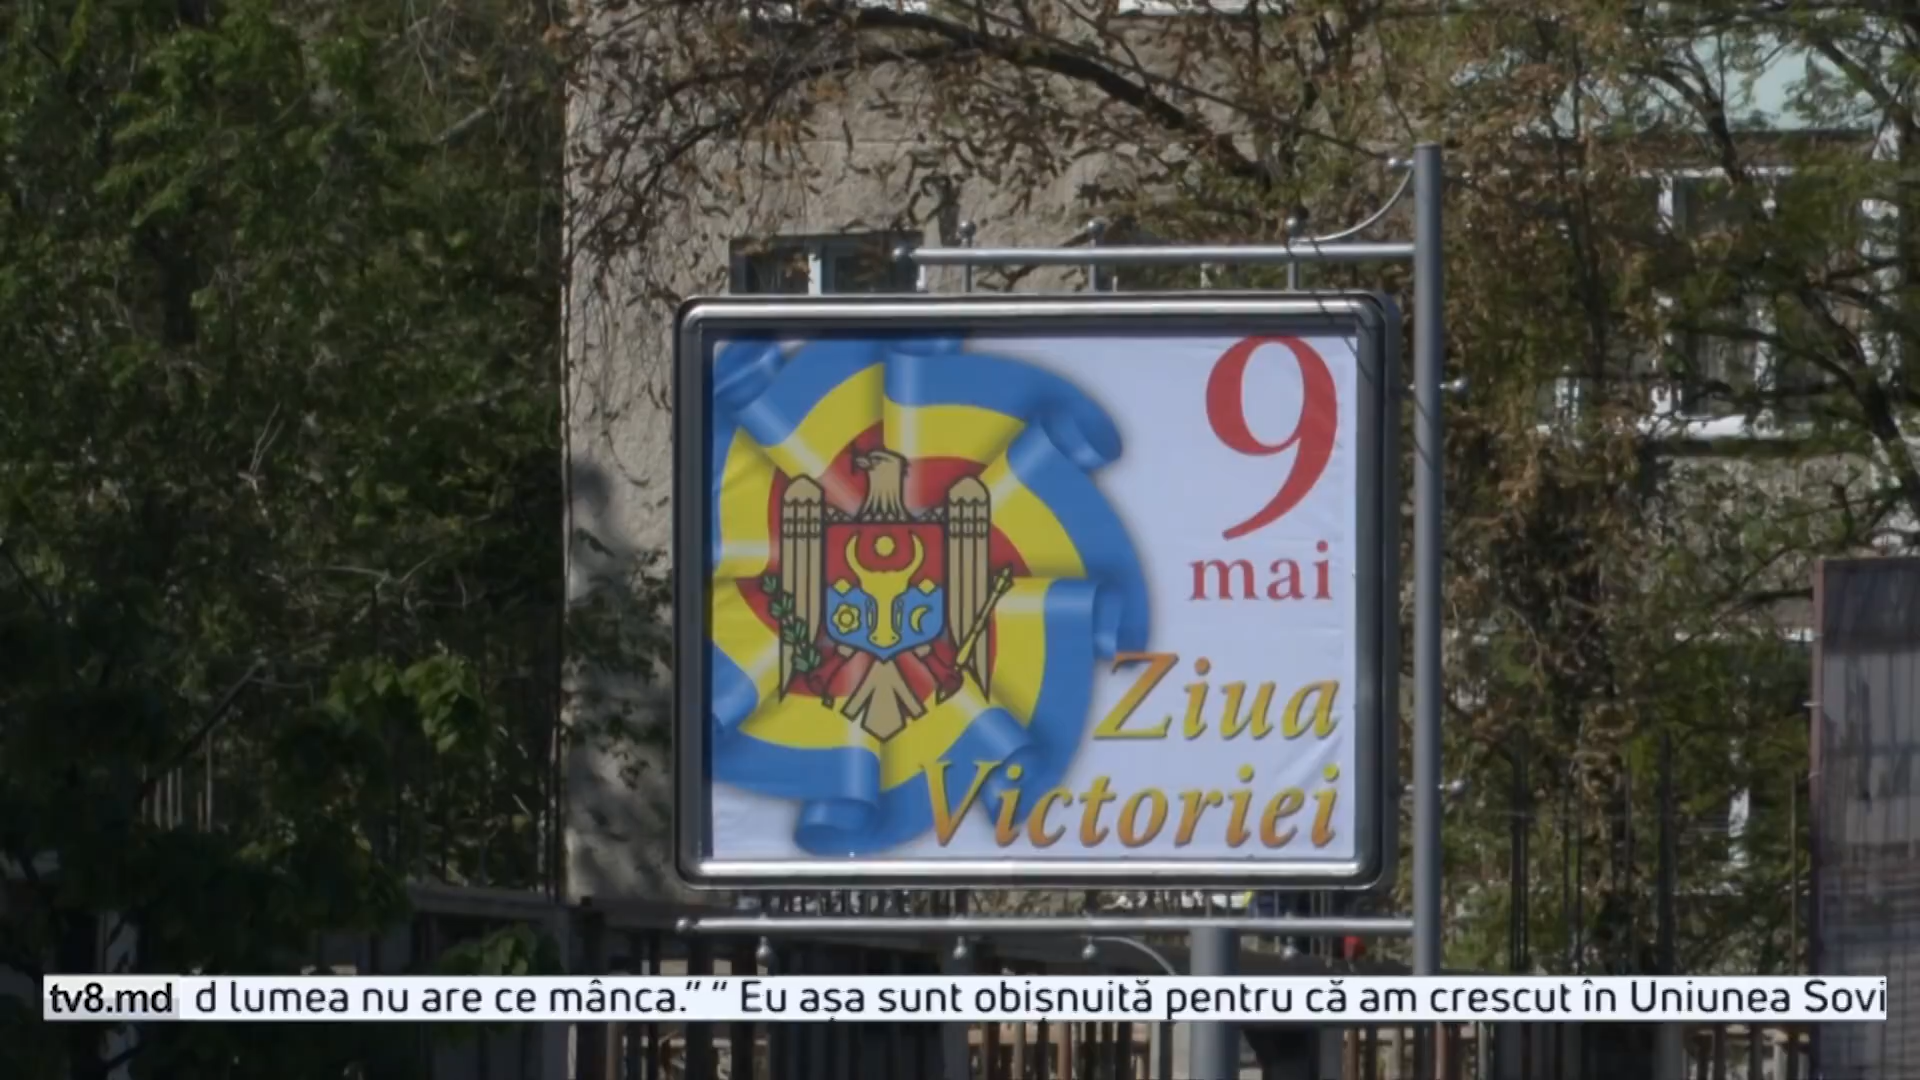 9
mai
Ziua
Victoriei
tv8.md d lumea nu are ce mânca.” “ Eu așa sunt obișnuită pentru că am crescut în Uniunea Sovi